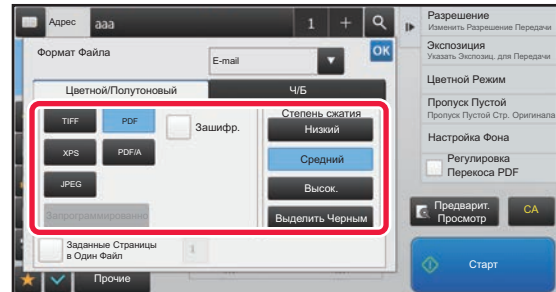 Адрес
aaa
1
Разрешение
Изменить Разрешение Передачи
Экспозиция
Указать Экспозиц. для Передачи
Цветной Режим
Пропуск Пустой
Пропуск Пустой Стр. Оригинала
Настройка Фона
Регулировка
Перекоса PDF
Предварит.
Просмотр
CA
Старт
Формат Файла
E-mail
OK
Цветной/Полутоновый
Ч/Б
TIFF
PDF
Зашифр.
XPS
PDF/A
JPEG
Запрограммированно
Степень сжатия
Низкий
Средний
Высок.
Выделить Черным
Заданные Страницы
в Один Файл
1
Прочие